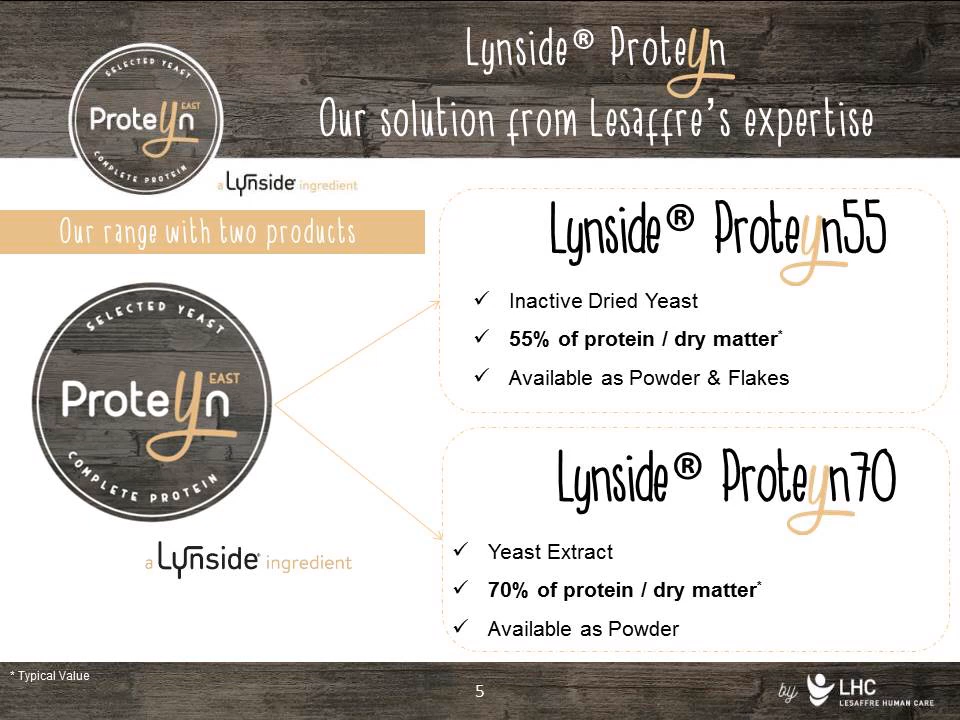 Lynside® Proteyn
Our solution from Lesaffre's expertise
SELECTED YEAST
ProteYn EAST
COMPLETE PROTEIN
a Lynside® ingredient
Our range with two products
SELECTED YEAST
ProteYn EAST
COMPLETE PROTEIN
a Lynside® ingredient
Lynside® Proteyn55
✓ Inactive Dried Yeast
✓ 55% of protein / dry matter*
✓ Available as Powder & Flakes
Lynside® Proteyn70
✓ Yeast Extract
✓ 70% of protein / dry matter*
✓ Available as Powder
* Typical Value
5
by LHC
LESAFFRE HUMAN CARE